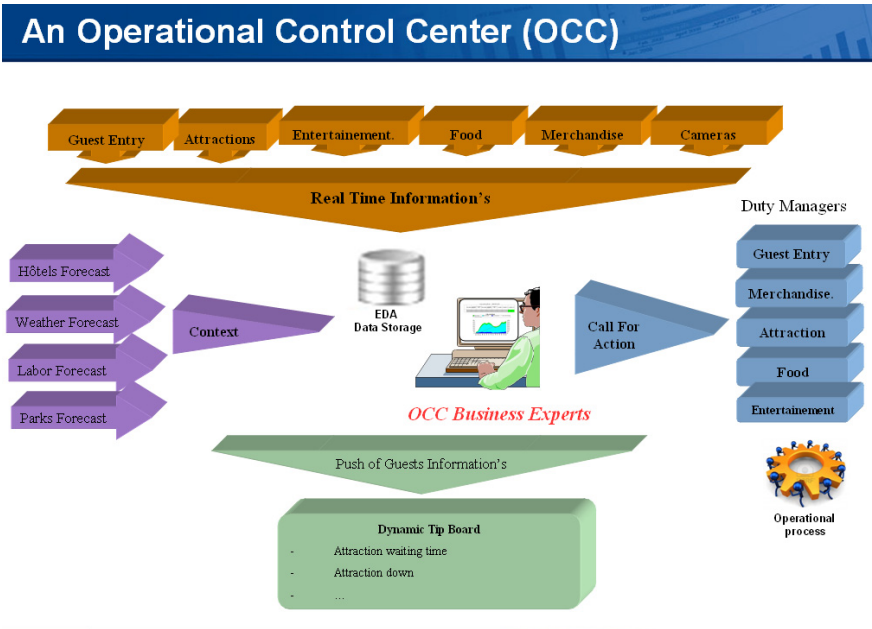 An Operational Control Center (OCC)
Guest Entry
Attractions
Entertainement.
Food
Merchandise
Cameras
Real Time Information's
Hôtels Forecast
Weather Forecast
Labor Forecast
Parks Forecast
Context
EDA
Data Storage
OCC Business Experts
Call For
Action
Duty Managers
Guest Entry
Merchandise.
Attraction
Food
Entertainement
Operational
process
Push of Guests Information's
Dynamic Tip Board
- Attraction waiting time
- Attraction down
- ...